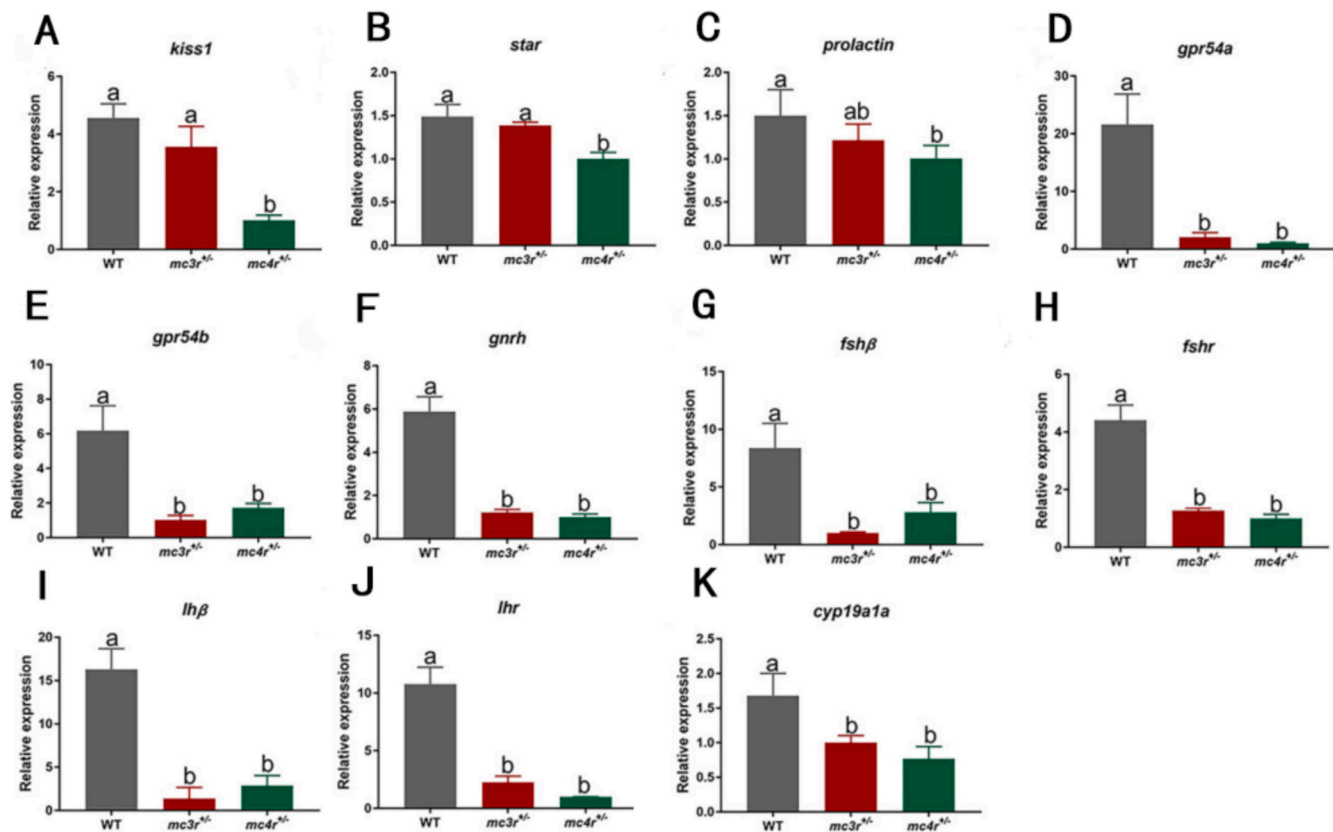 A
kiss1
Relative expression
6
4
2
0
a
a
b
WT
mc3r+/-
mc4r+/-
B
star
Relative expression
2.0
1.5
1.0
0.5
0.0
a
a
b
WT
mc3r+/-
mc4r+/-
C
prolactin
Relative expression
2.0
1.5
1.0
0.5
0.0
a
ab
b
WT
mc3r+/-
mc4r+/-
D
gpr54a
Relative expression
30
20
10
0
a
b
b
WT
mc3r+/-
mc4r+/-
E
gpr54b
Relative expression
10
8
6
4
2
0
a
b
b
WT
mc3r+/-
mc4r+/-
F
gnrh
Relative expression
8
6
4
2
0
a
b
b
WT
mc3r+/-
mc4r+/-
G
fshβ
Relative expression
15
10
5
0
a
b
b
WT
mc3r+/-
mc4r+/-
H
fshr
Relative expression
6
4
2
0
a
b
b
WT
mc3r+/-
mc4r+/-
I
lhβ
Relative expression
20
15
10
5
0
a
b
b
WT
mc3r+/-
mc4r+/-
J
lhr
Relative expression
15
10
5
0
a
b
b
WT
mc3r+/-
mc4r+/-
K
cyp19a1a
Relative expression
2.5
2.0
1.5
1.0
0.5
0.0
a
b
b
WT
mc3r+/-
mc4r+/-